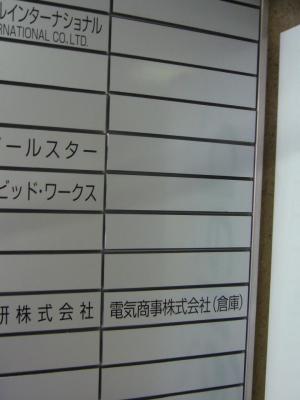 ルインターナショナル
RNATIONAL CO.,LTD.
ールスター
ビッド・ワークス
研株式会社
電気商事株式会社(倉庫)